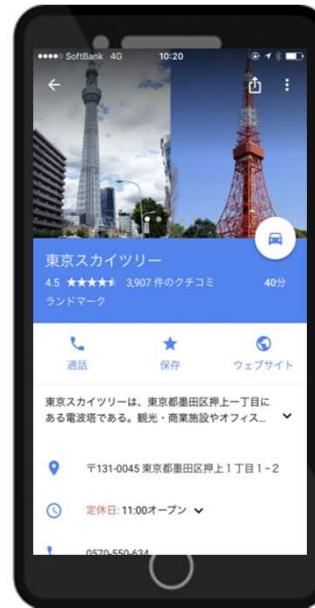 SoftBank 4G 10:20
東京スカイツリー
4.5 ★★★★★ 3,907 件のクチコミ 40分
ランドマーク
通話 保存 ウェブサイト
東京スカイツリーは、東京都墨田区押上一丁目に
ある電波塔である。観光・商業施設やオフィス...
〒131-0045 東京都墨田区押上1丁目1−2
定休日: 11:00オープン
0570-550-634